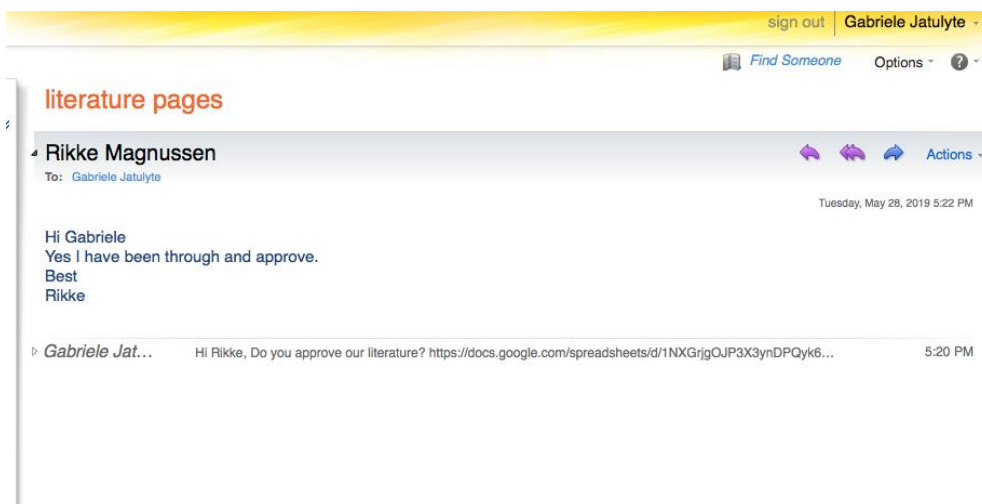 sign out Gabriele Jatulyte
Find Someone Options
literature pages
Rikke Magnussen
Actions
To: Gabriele Jatulyte
Tuesday, May 28, 2019 5:22 PM
Hi Gabriele
Yes I have been through and approve.
Best
Rikke
Gabriele Jat... Hi Rikke, Do you approve our literature? https://docs.google.com/spreadsheets/d/1NXGrjgOJP3X3ynDPQyk6... 5:20 PM